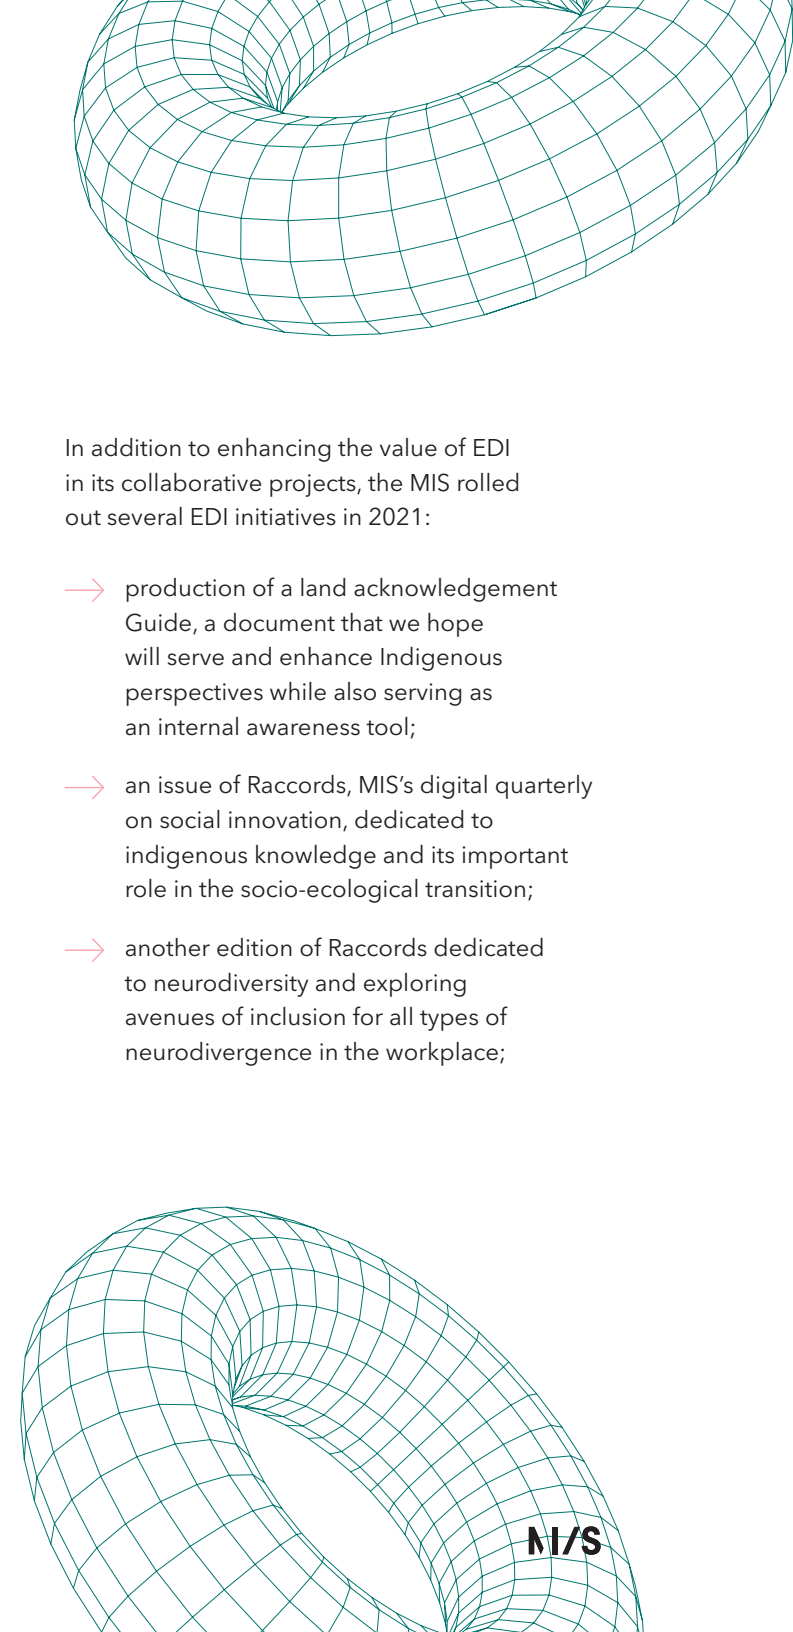 In addition to enhancing the value of EDI
in its collaborative projects, the MIS rolled
out several EDI initiatives in 2021:
production of a land acknowledgement
Guide, a document that we hope
will serve and enhance Indigenous
perspectives while also serving as
an internal awareness tool;
an issue of Raccords, MIS’s digital quarterly
on social innovation, dedicated to
indigenous knowledge and its important
role in the socio-ecological transition;
another edition of Raccords dedicated
to neurodiversity and exploring
avenues of inclusion for all types of
neurodivergence in the workplace;
M/S